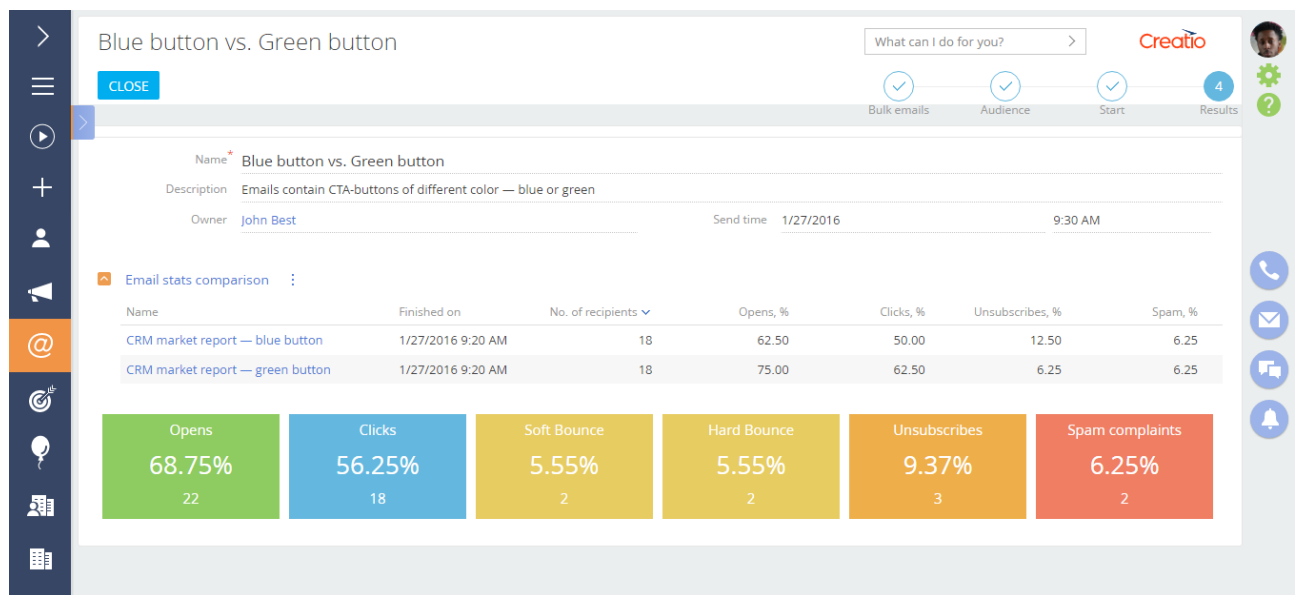 Blue button vs. Green button
What can I do for you?
Creatio
CLOSE
4
Bulk emails Audience Start Results
Name* Blue button vs. Green button
Description Emails contain CTA-buttons of different color — blue or green
Owner John Best Send time 1/27/2016 9:30 AM
Email stats comparison
Name Finished on No. of recipients Opens, % Clicks, % Unsubscribes, % Spam, %
CRM market report — blue button 1/27/2016 9:20 AM 18 62.50 50.00 12.50 6.25
CRM market report — green button 1/27/2016 9:20 AM 18 75.00 62.50 6.25 6.25
Opens Clicks Soft Bounce Hard Bounce Unsubscribes Spam complaints
68.75% 56.25% 5.55% 5.55% 9.37% 6.25%
22 18 2 2 3 2